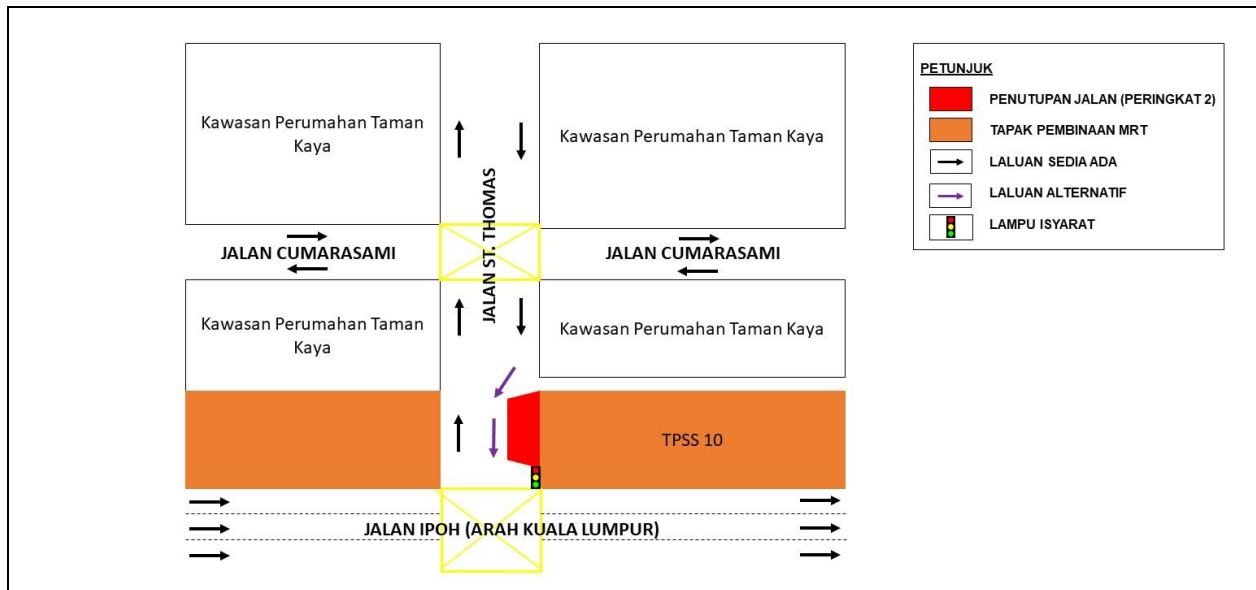 Kawasan Perumahan Taman
Kaya
Kawasan Perumahan Taman Kaya
JALAN ST. THOMAS
JALAN CUMARASAMI
JALAN CUMARASAMI
Kawasan Perumahan Taman
Kaya
Kawasan Perumahan Taman Kaya
TPSS 10
JALAN IPOH (ARAH KUALA LUMPUR)
PETUNJUK
PENUTUPAN JALAN (PERINGKAT 2)
TAPAK PEMBINAAN MRT
LALUAN SEDIA ADA
LALUAN ALTERNATIF
LAMPU ISYARAT